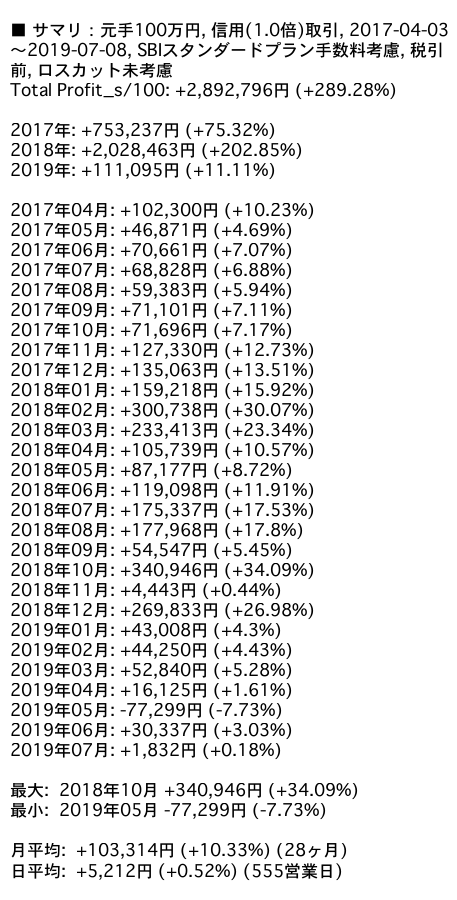 ■ サマリ：元手100万円, 信用(1.0倍)取引, 2017-04-03
〜2019-07-08, SBIスタンダードプラン手数料考慮, 税引
前, ロスカット未考慮
Total Profit_s/100: +2,892,796円 (+289.28%)
2017年: +753,237円 (+75.32%)
2018年: +2,028,463円 (+202.85%)
2019年: +111,095円 (+11.11%)
2017年04月: +102,300円 (+10.23%)
2017年05月: +46,871円 (+4.69%)
2017年06月: +70,661円 (+7.07%)
2017年07月: +68,828円 (+6.88%)
2017年08月: +59,383円 (+5.94%)
2017年09月: +71,101円 (+7.11%)
2017年10月: +71,696円 (+7.17%)
2017年11月: +127,330円 (+12.73%)
2017年12月: +135,063円 (+13.51%)
2018年01月: +159,218円 (+15.92%)
2018年02月: +300,738円 (+30.07%)
2018年03月: +233,413円 (+23.34%)
2018年04月: +105,739円 (+10.57%)
2018年05月: +87,177円 (+8.72%)
2018年06月: +119,098円 (+11.91%)
2018年07月: +175,337円 (+17.53%)
2018年08月: +177,968円 (+17.8%)
2018年09月: +54,547円 (+5.45%)
2018年10月: +340,946円 (+34.09%)
2018年11月: +4,443円 (+0.44%)
2018年12月: +269,833円 (+26.98%)
2019年01月: +43,008円 (+4.3%)
2019年02月: +44,250円 (+4.43%)
2019年03月: +52,840円 (+5.28%)
2019年04月: +16,125円 (+1.61%)
2019年05月: -77,299円 (-7.73%)
2019年06月: +30,337円 (+3.03%)
2019年07月: +1,832円 (+0.18%)
最大: 2018年10月 +340,946円 (+34.09%)
最小: 2019年05月 -77,299円 (-7.73%)
月平均: +103,314円 (+10.33%) (28ヶ月)
日平均: +5,212円 (+0.52%) (555営業日)